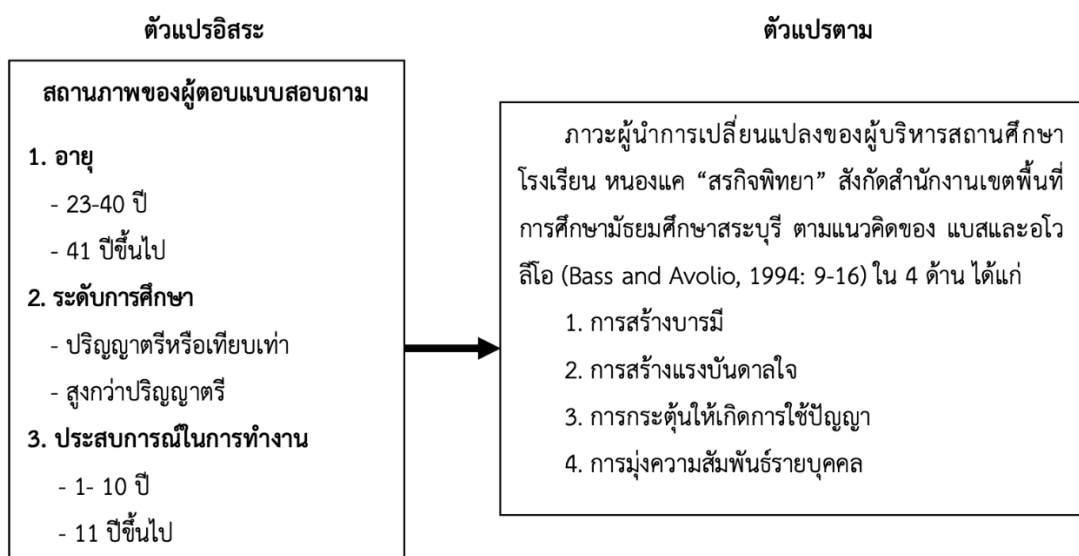 ตัวแปรอิสระ
สถานภาพของผู้ตอบแบบสอบถาม
1. อายุ
- 23-40 ปี
- 41 ปีขึ้นไป
2. ระดับการศึกษา
- ปริญญาตรีหรือเทียบเท่า
- สูงกว่าปริญญาตรี
3. ประสบการณ์ในการทำงาน
- 1- 10 ปี
- 11 ปีขึ้นไป
ตัวแปรตาม
ภาวะผู้นำการเปลี่ยนแปลงของผู้บริหารสถานศึกษา
โรงเรียน หนองแค “สรกิจพิทยา” สังกัดสำนักงานเขตพื้นที่
การศึกษามัธยมศึกษาสระบุรี ตามแนวคิดของ แบสและอโว
ลีโอ (Bass and Avolio, 1994: 9-16) ใน 4 ด้าน ได้แก่
1. การสร้างบารมี
2. การสร้างแรงบันดาลใจ
3. การกระตุ้นให้เกิดการใช้ปัญญา
4. การมุ่งความสัมพันธ์รายบุคคล